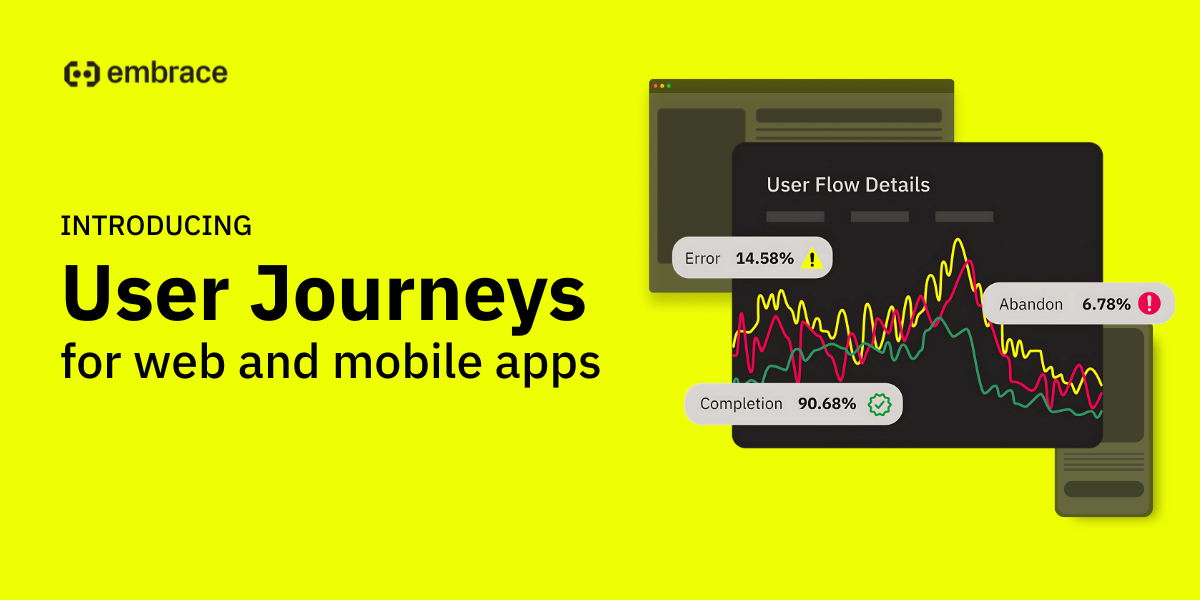 embrace
INTRODUCING
User Journeys
for web and mobile apps
User Flow Details
Error 14.58%
Abandon 6.78%
Completion 90.68%